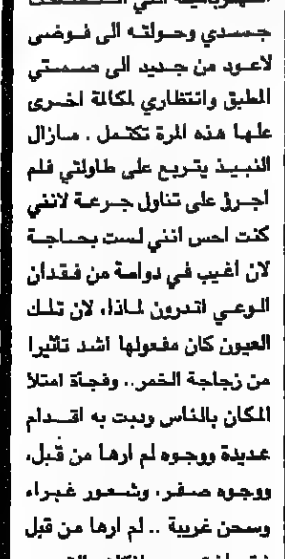 جسدي وحولته الى فوضى
لاعود من جديد الى صمتي
المطبق وانتظاري لمكالمة اخرى
علها هذه المرة تكتمل . مازال
النبيذ يتربع على طاولتي فلم
اجرؤ على تناول جرعة لانني
كنت احس انني لست بحاجة
لان اغيب في دوامة من فقدان
الوعي اتدرون لماذا، لان تلك
العيون كان مفعولها اشد تأثيرا
من زجاجة الخمر.. وفجأة امتلأ
المكان بالناس ودبت به اقدام
عديدة ووجوه لم ارها من قبل،
ووجوه صفر، وشعور غبراء
وسحن غريبة .. لم ارها من قبل